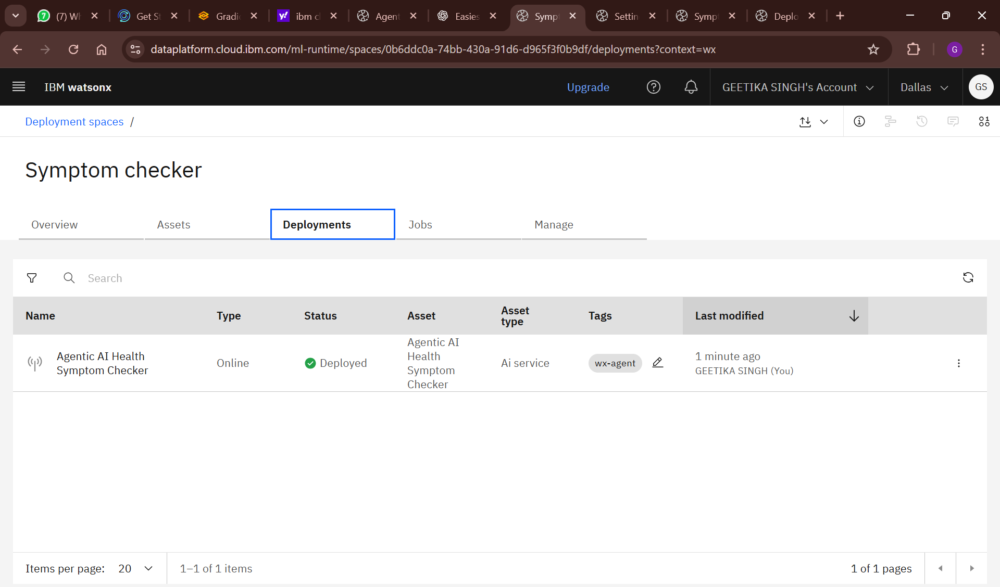 7 (7) Wh
Get St
Gradi
y! ibm cl
Agent
Easies
Sympt
Settin
Sympt
Deplo
dataplatform.cloud.ibm.com/ml-runtime/spaces/0b6ddc0a-74bb-430a-91d6-d965f3f0b9df/deployments?context=wx
G
IBM watsonx
Upgrade
GEETIKA SINGH's Account
Dallas
GS
Deployment spaces /
Symptom checker
Overview
Assets
Deployments
Jobs
Manage
Search
Name
Type
Status
Asset
Asset
type
Tags
Last modified
Agentic AI Health
Symptom Checker
Online
Deployed
Agentic AI
Health
Symptom
Checker
Ai service
wx-agent
1 minute ago
GEETIKA SINGH (You)
Items per page: 20
1–1 of 1 items
1 of 1 pages